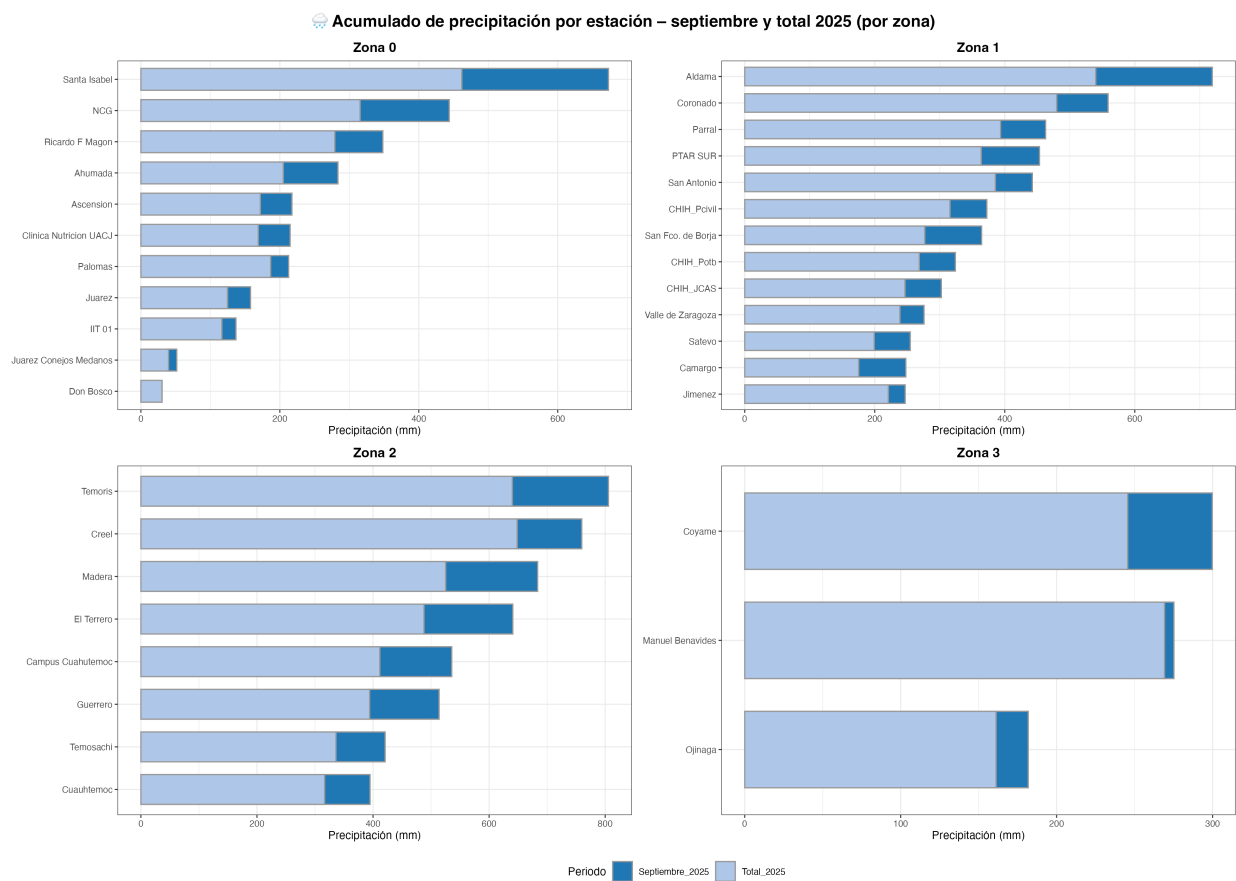 🌧️ Acumulado de precipitación por estación – septiembre y total 2025 (por zona)
Zona 0
Santa Isabel
NCG
Ricardo F Magon
Ahumada
Ascension
Clinica Nutricion UACJ
Palomas
Juarez
IIT 01
Juarez Conejos Medanos
Don Bosco
0 200 400 600
Precipitación (mm)
Zona 1
Aldama
Coronado
Parral
PTAR SUR
San Antonio
CHIH_Pcivil
San Fco. de Borja
CHIH_Potb
CHIH_JCAS
Valle de Zaragoza
Satevo
Camargo
Jimenez
0 200 400 600
Precipitación (mm)
Zona 2
Temoris
Creel
Madera
El Terrero
Campus Cuahutemoc
Guerrero
Temosachi
Cuauhtemoc
0 200 400 600 800
Precipitación (mm)
Zona 3
Coyame
Manuel Benavides
Ojinaga
0 100 200 300
Precipitación (mm)
Periodo Septiembre_2025 Total_2025